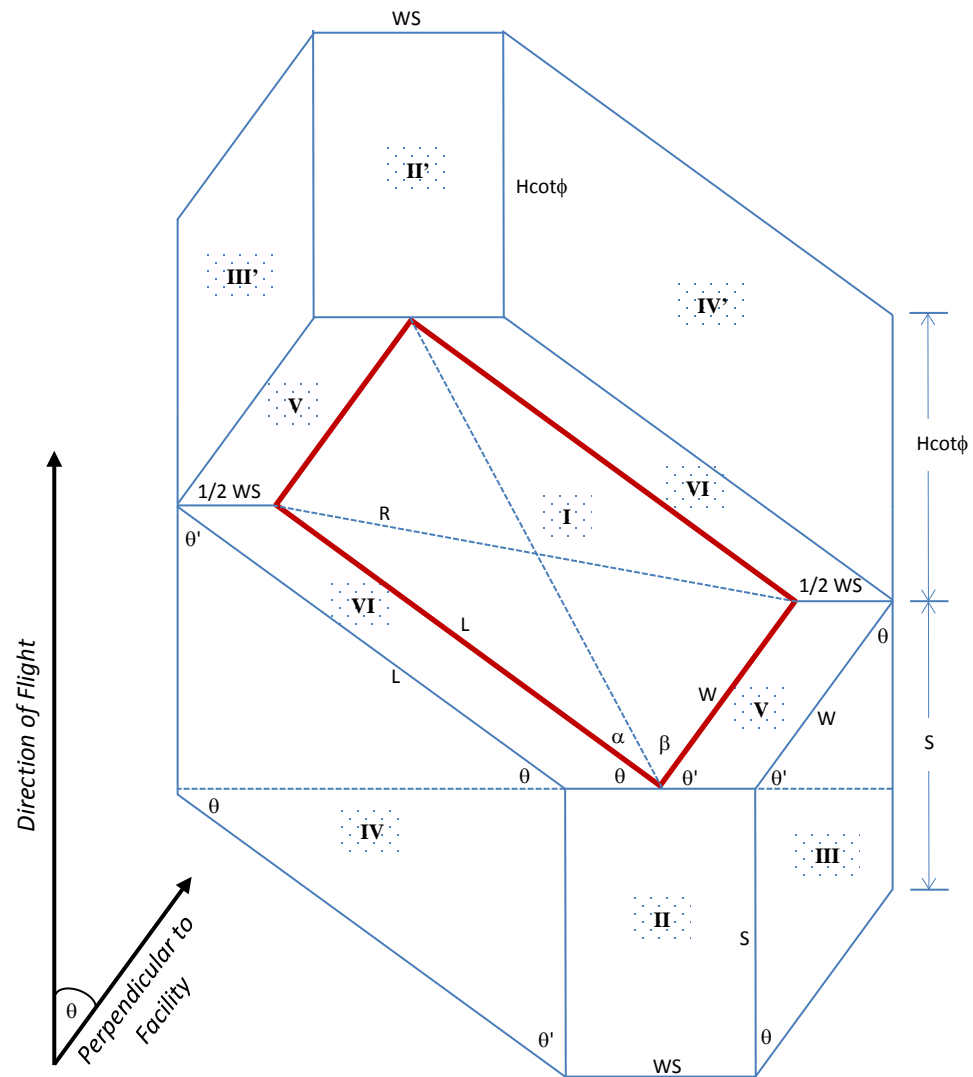 WS
II’
Hcotϕ
III’
IV’
V
Hcotϕ
1/2 WS
R
I
VI
θ'
1/2 WS
VI
L
θ
L
W
V
W
S
α
β
θ
θ
θ'
θ'
θ
IV
III
II
S
θ'
θ
WS
Direction of Flight
θ
Perpendicular to
Facility